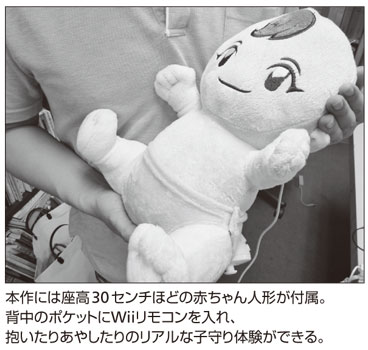 本作には座高30センチほどの赤ちゃん人形が付属。
背中のポケットにWiiリモコンを入れ、
抱いたりあやしたりのリアルな子守り体験ができる。